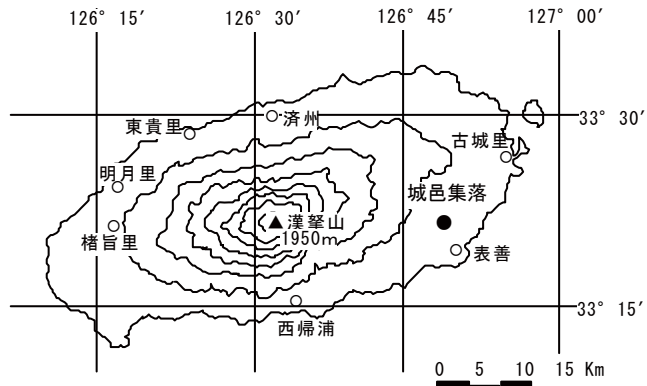 126° 15′
126° 30′
126° 45′
127° 00′
済州
33° 30′
東貴里
古城里
明月里
城邑集落
▲漢拏山
1950m
楮旨里
表善
西帰浦
33° 15′
0 5 10 15 Km